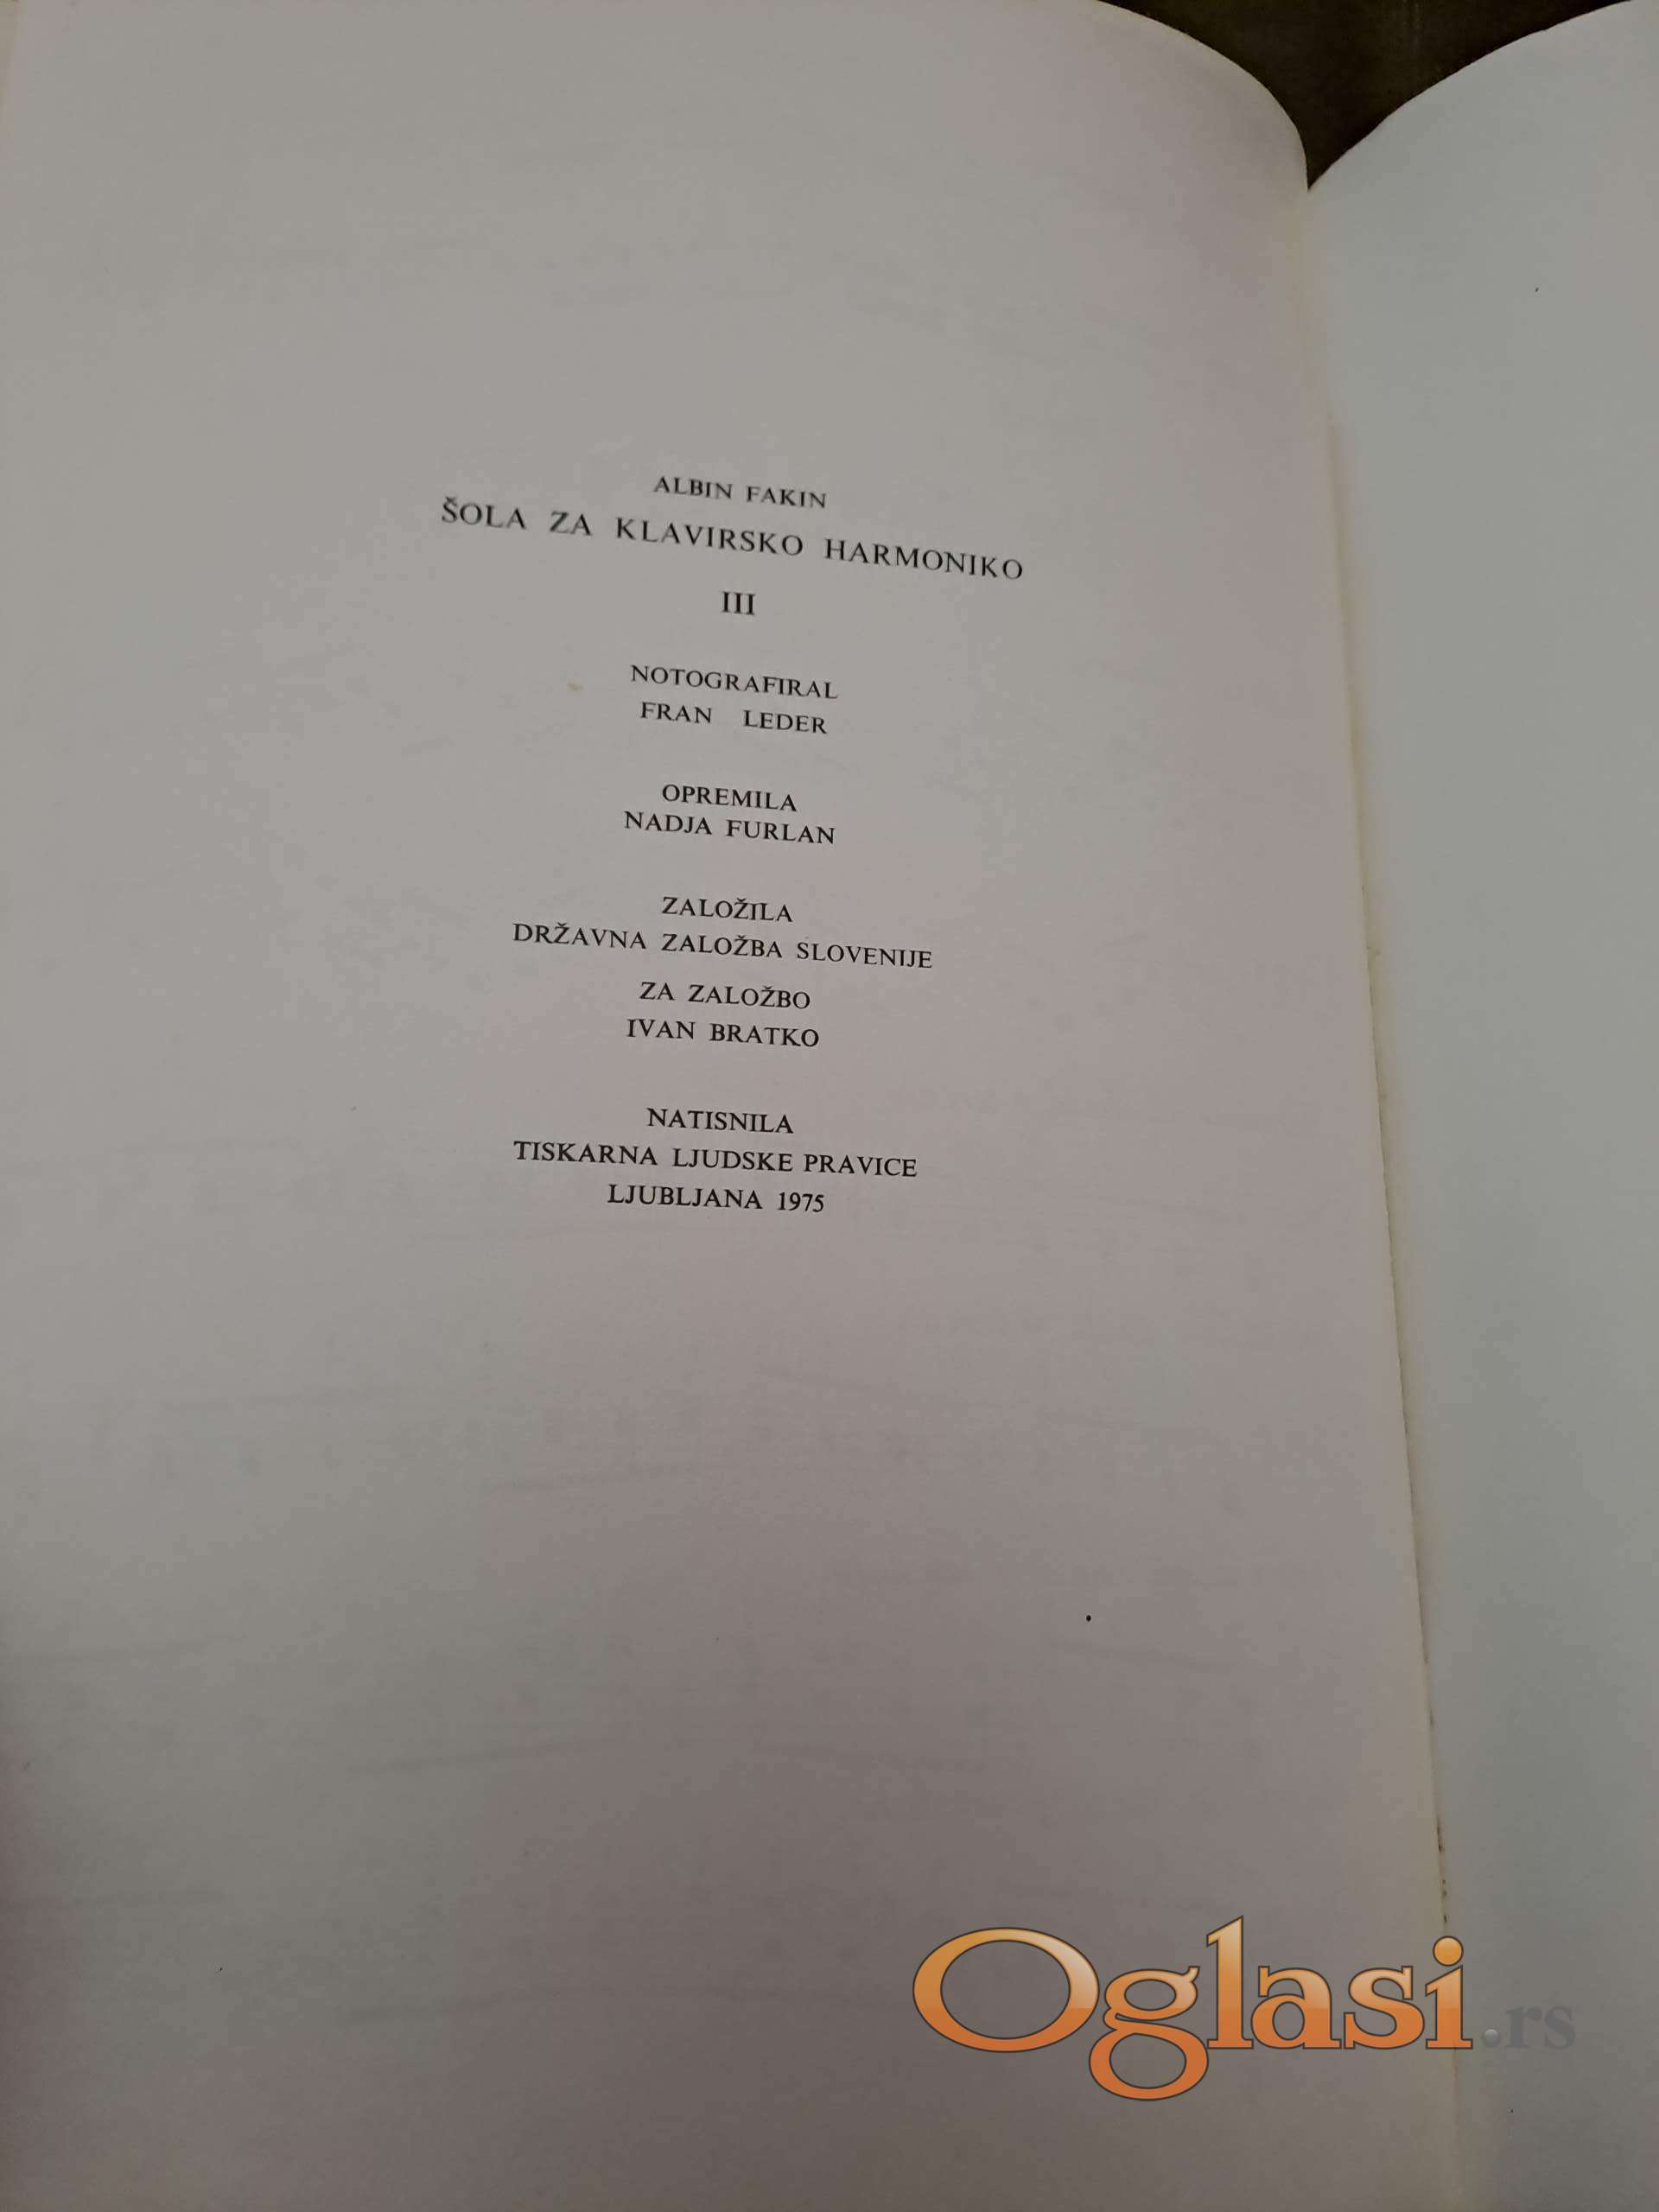 ALBIN FAKIN
ŠOLA ZA KLAVIRSKO HARMONIKO
III
NOTOGRAFIRAL
FRAN LEDER
OPREMILA
NADJA FURLAN
ZALOŽILA
DRŽAVNA ZALOŽBA SLOVENIJE
ZA ZALOŽBO
IVAN BRATKO
NATISNILA
TISKARNA LJUDSKE PRAVICE
LJUBLJANA 1975
Oglasi.rs